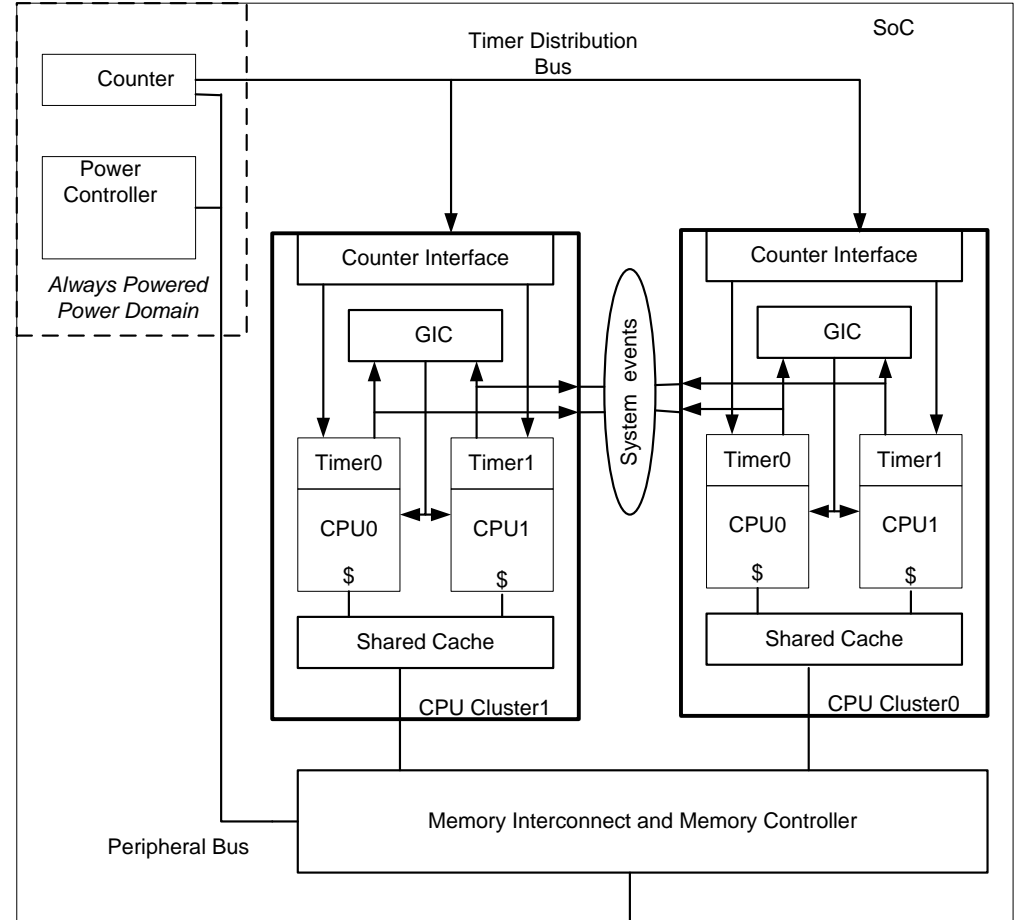 SoC
Timer Distribution
Bus
Counter
Power
Controller
Always Powered
Power Domain
Counter Interface
GIC
Timer0
Timer1
CPU0
CPU1
$
$
Shared Cache
CPU Cluster1
System events
Counter Interface
GIC
Timer0
Timer1
CPU0
CPU1
$
$
Shared Cache
CPU Cluster0
Memory Interconnect and Memory Controller
Peripheral Bus